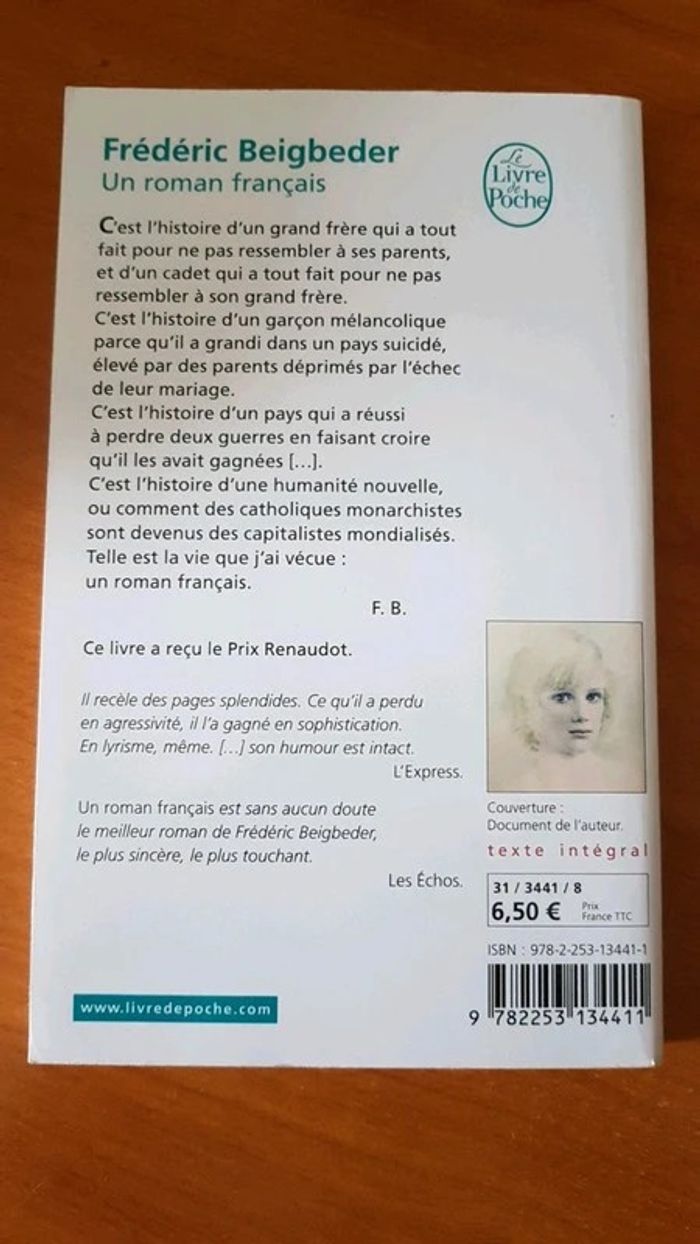 Frédéric Beigbeder
Un roman français
Le
Livre
de
Poche
C'est l'histoire d'un grand frère qui a tout
fait pour ne pas ressembler à ses parents,
et d'un cadet qui a tout fait pour ne pas
ressembler à son grand frère.
C'est l'histoire d'un garçon mélancolique
parce qu'il a grandi dans un pays suicidé,
élevé par des parents déprimés par l'échec
de leur mariage.
C'est l'histoire d'un pays qui a réussi
à perdre deux guerres en faisant croire
qu'il les avait gagnées [...].
C'est l'histoire d'une humanité nouvelle,
ou comment des catholiques monarchistes
sont devenus des capitalistes mondialisés.
Telle est la vie que j'ai vécue :
un roman français.
F. B.
Ce livre a reçu le Prix Renaudot.
Il recèle des pages splendides. Ce qu'il a perdu
en agressivité, il l'a gagné en sophistication.
En lyrisme, même. [...] son humour est intact.
L'Express.
Un roman français est sans aucun doute
le meilleur roman de Frédéric Beigbeder,
le plus sincère, le plus touchant.
Les Échos.
www.livredepoche.com
Couverture :
Document de l'auteur.
texte intégral
31 / 3441 / 8
6,50 € Prix
France TTC
ISBN : 978-2-253-13441-1
9 782253 134411